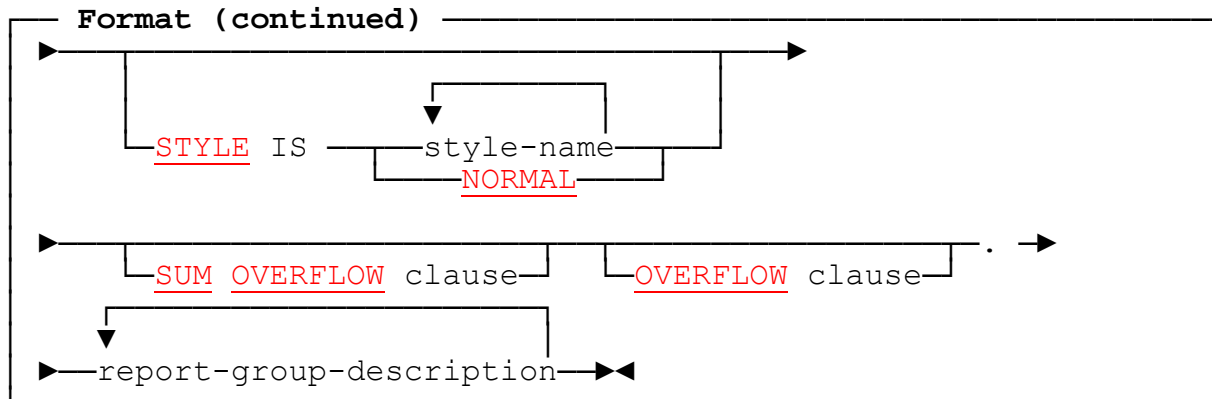 Format (continued)
STYLE IS style-name
NORMAL
.
SUM OVERFLOW clause OVERFLOW clause
report-group-description